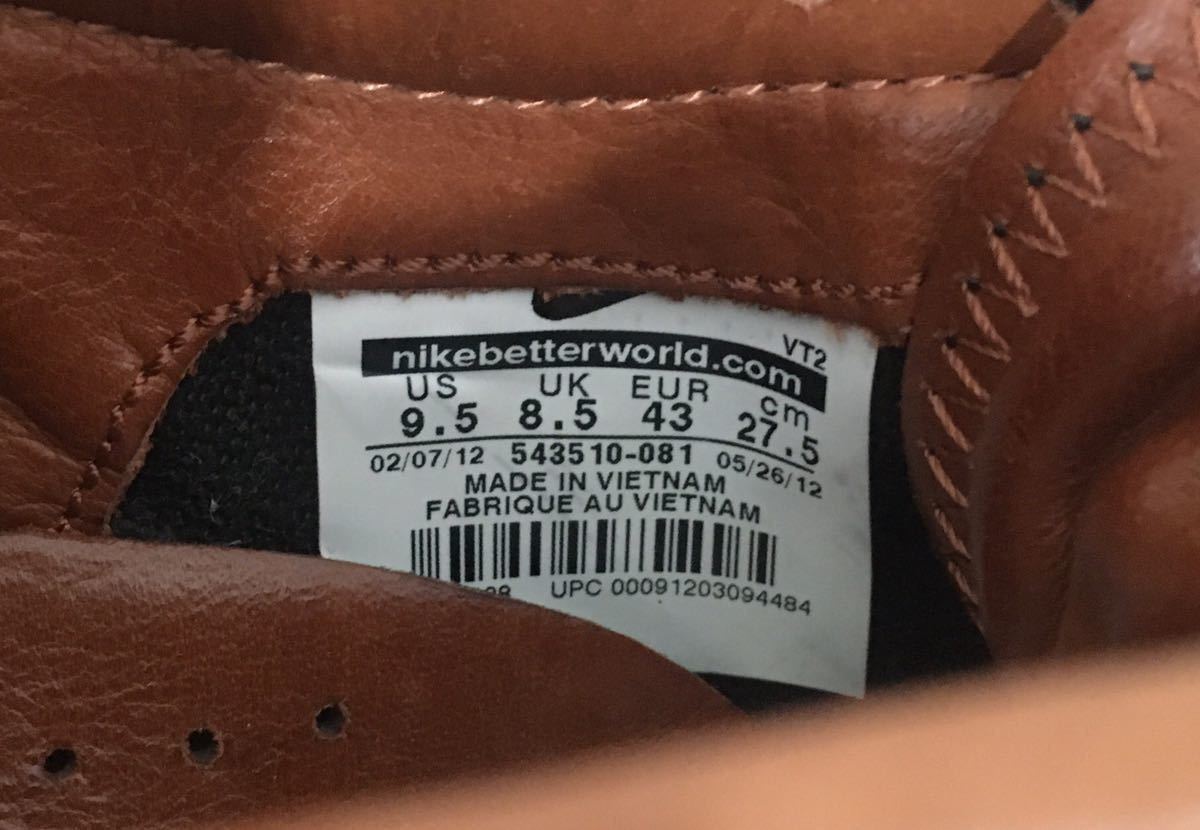 nikebetterworld.com VT2
US UK EUR cm
9.5 8.5 43 27.5
02/07/12 543510-081 05/26/12
MADE IN VIETNAM
FABRIQUE AU VIETNAM
UPC 00091203094484